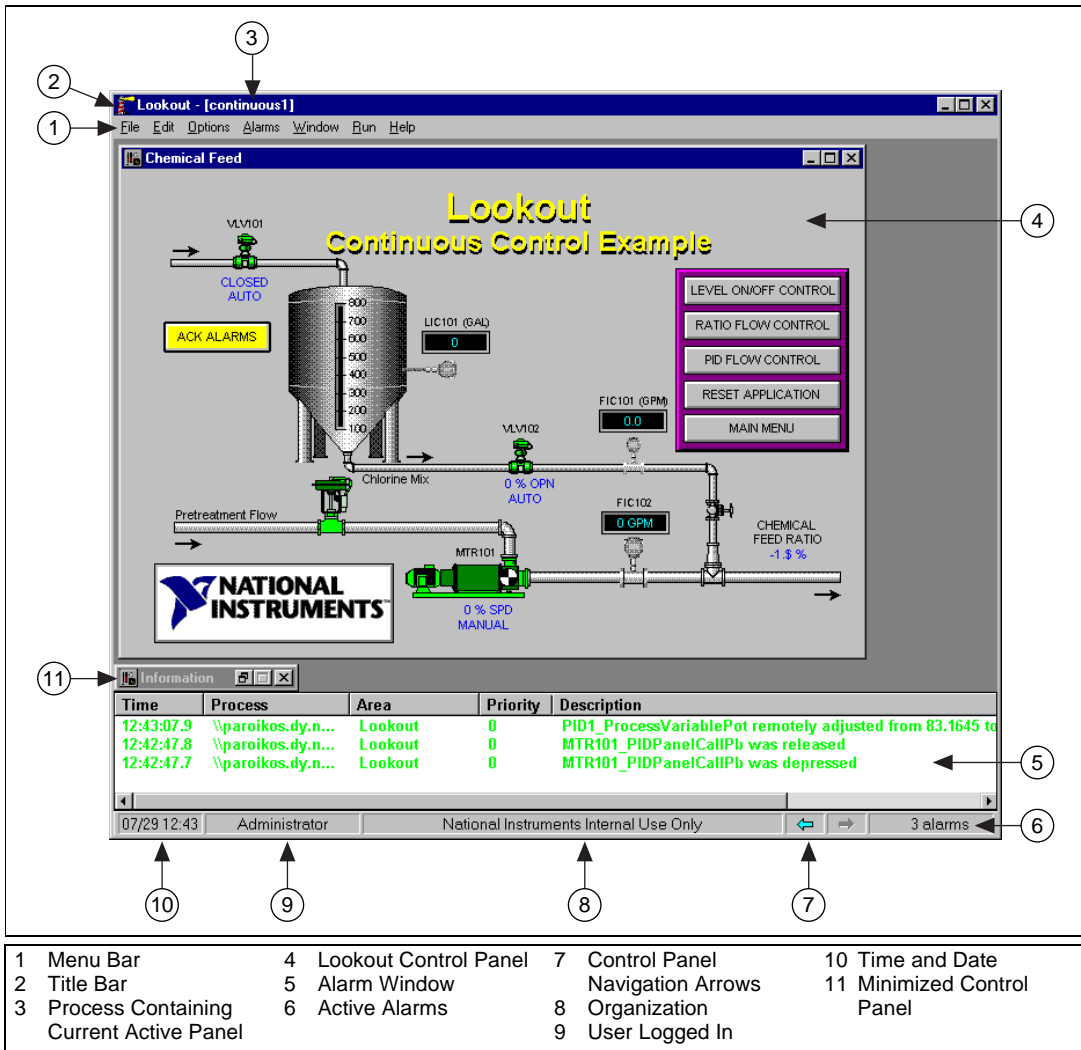 3
2
Lookout - [continuous1]
1
File Edit Options Alarms Window Run Help
Chemical Feed
Lookout
Continuous Control Example
4
VLV101
CLOSED
AUTO
ACK ALARMS
800
700
600
500
400
300
200
100
LIC101 (GAL)
0
LEVEL ON/OFF CONTROL
RATIO FLOW CONTROL
PID FLOW CONTROL
RESET APPLICATION
MAIN MENU
FIC101 (GPM)
0.0
VLV102
0 % OPN
AUTO
Chlorine Mix
Pretreatment Flow
FIC102
0 GPM
CHEMICAL
FEED RATIO
-1.$ %
MTR101
0 % SPD
MANUAL
NATIONAL
INSTRUMENTS™
11
Information
Time Process Area Priority Description
12:43:07.9 \\paroikos.dy.n... Lookout 0 PID1_ProcessVariablePot remotely adjusted from 83.1645 to
12:42:47.8 \\paroikos.dy.n... Lookout 0 MTR101_PIDPanelCallPb was released
12:42:47.7 \\paroikos.dy.n... Lookout 0 MTR101_PIDPanelCallPb was depressed
5
07/29 12:43 Administrator National Instruments Internal Use Only 3 alarms
6
10
9
8
7
1 Menu Bar
2 Title Bar
3 Process Containing
Current Active Panel
4 Lookout Control Panel
5 Alarm Window
6 Active Alarms
7 Control Panel
Navigation Arrows
8 Organization
9 User Logged In
10 Time and Date
11 Minimized Control
Panel